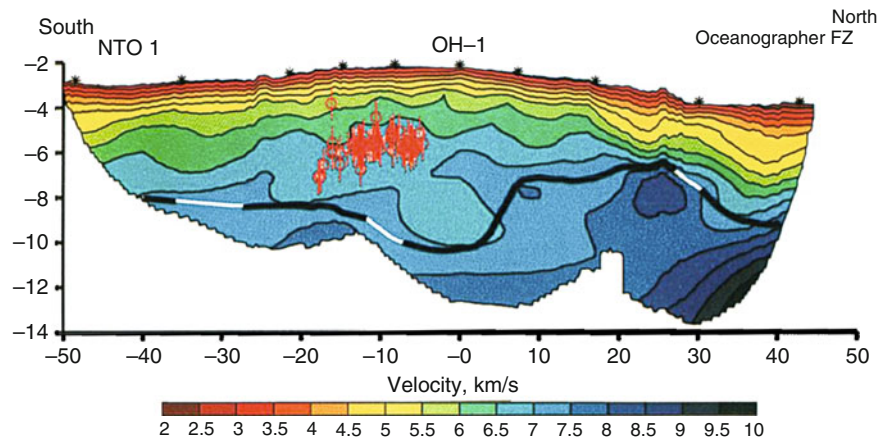 South
North
NTO 1
OH–1
Oceanographer FZ
–2
–4
–6
–8
–10
–12
–14
–50 –40 –30 –20 –10 –0 10 20 30 40 50
Velocity, km/s
2 2.5 3 3.5 4 4.5 5 5.5 6 6.5 7 7.5 8 8.5 9 9.5 10